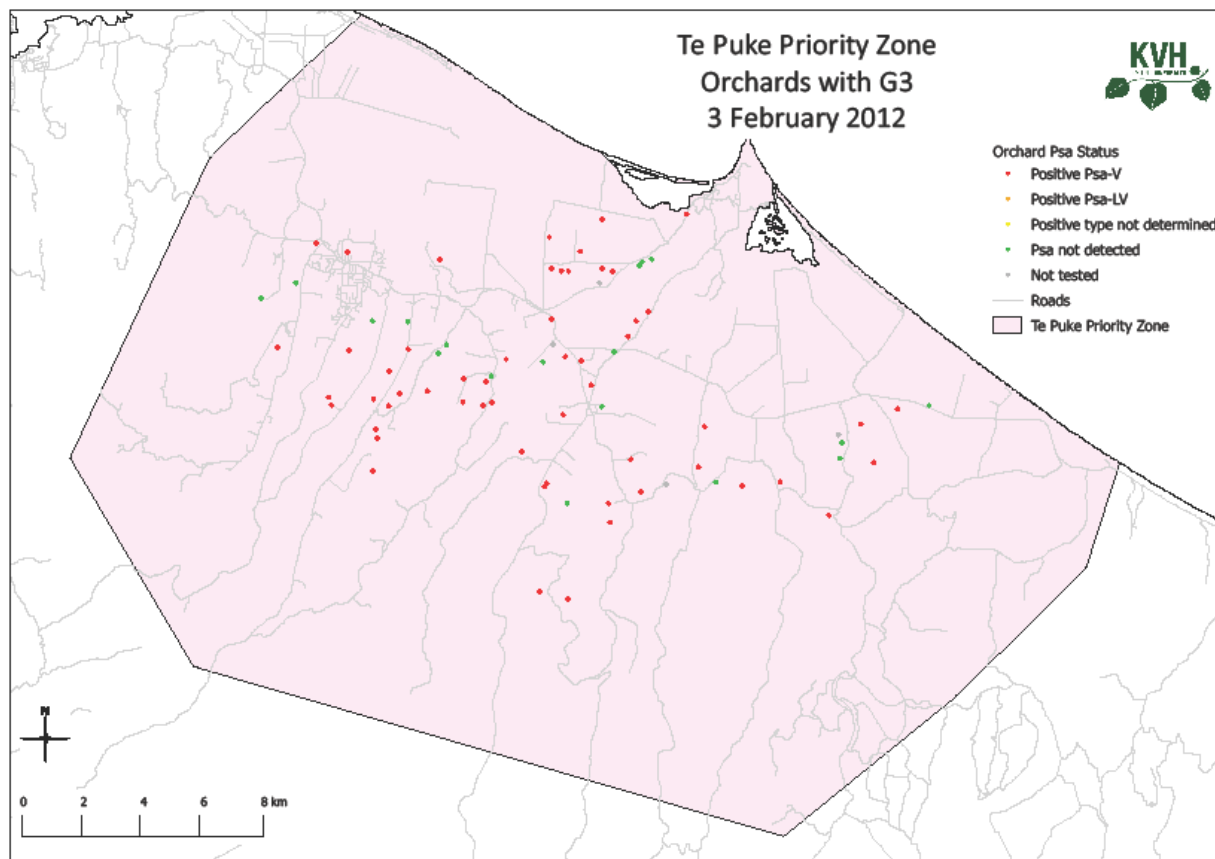 Te Puke Priority Zone
Orchards with G3
3 February 2012
KVH
Orchard Psa Status
Positive Psa-V
Positive Psa-LV
Positive type not determined
Psa not detected
Not tested
Roads
Te Puke Priority Zone
N
0 2 4 6 8 km